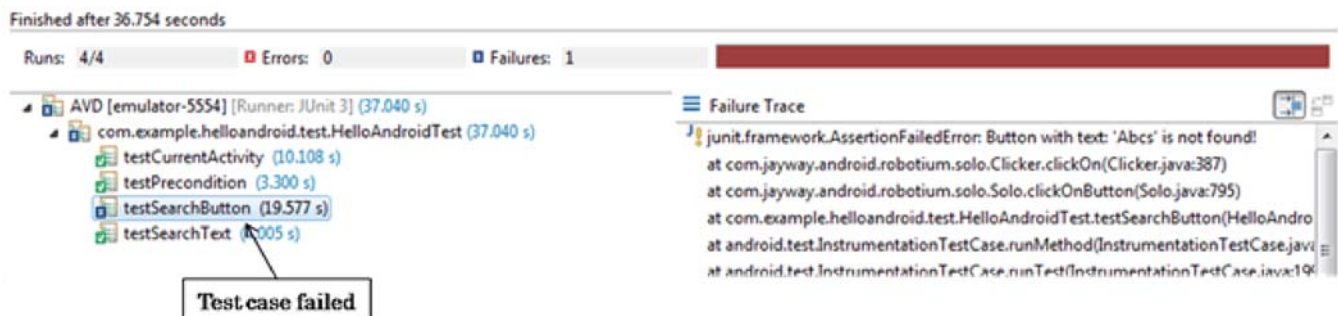 Finished after 36.754 seconds
Runs: 4/4 Errors: 0 Failures: 1
AVD [emulator-5554] [Runner: JUnit 3] (37.040 s)
com.example.helloandroid.test.HelloAndroidTest (37.040 s)
testCurrentActivity (10.108 s)
testPrecondition (3.300 s)
testSearchButton (19.577 s)
testSearchText .005 s)
Test case failed
Failure Trace
junit.framework.AssertionFailedError: Button with text: 'Abcs' is not found!
at com.jayway.android.robotium.solo.Clicker.clickOn(Clicker.java:387)
at com.jayway.android.robotium.solo.Solo.clickOnButton(Solo.java:795)
at com.example.helloandroid.test.HelloAndroidTest.testSearchButton(HelloAndro
at android.test.InstrumentationTestCase.runMethod(InstrumentationTestCase.java
at android.test.InstrumentationTestCase.runTest(InstrumentationTestCase.java:19